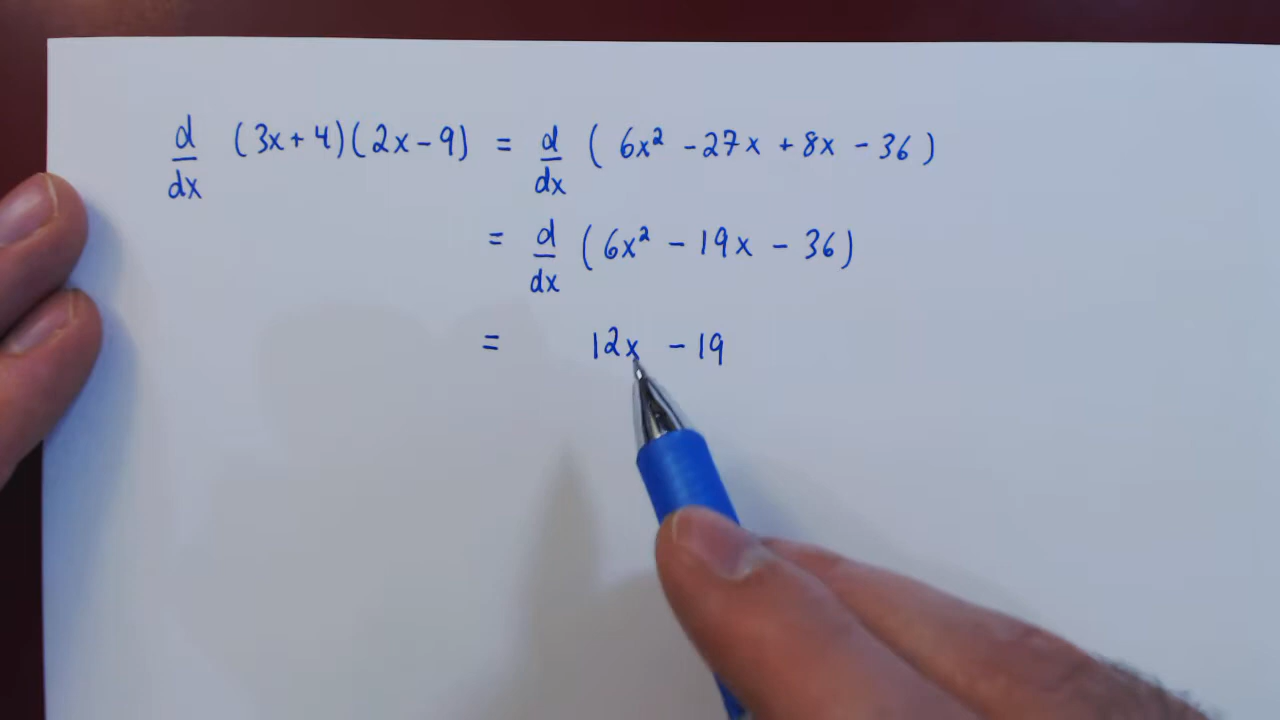 d/dx (3x+4)(2x-9) = d/dx (6x² -27x +8x -36)
= d/dx (6x² - 19x - 36)
= 12x - 19